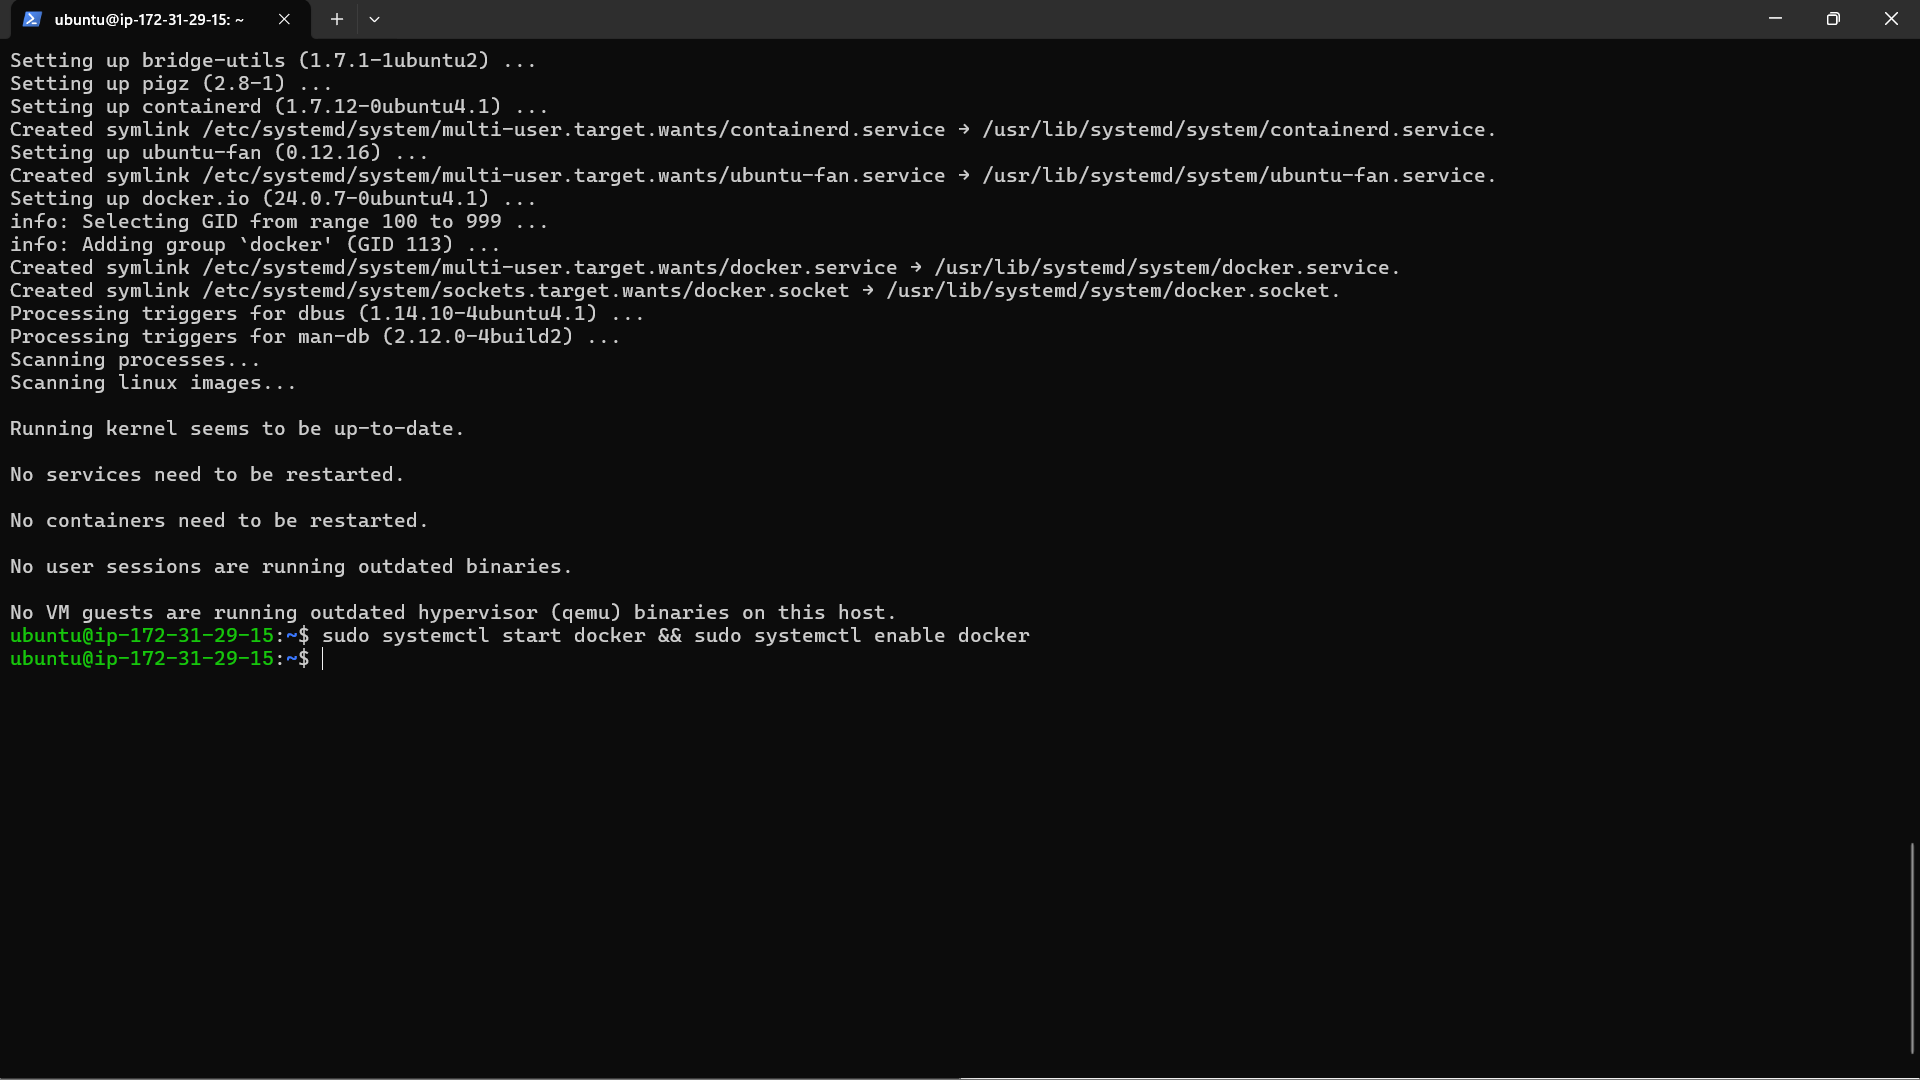 ubuntu@ip-172-31-29-15: ~
Setting up bridge-utils (1.7.1-1ubuntu2) ...
Setting up pigz (2.8-1) ...
Setting up containerd (1.7.12-0ubuntu4.1) ...
Created symlink /etc/systemd/system/multi-user.target.wants/containerd.service → /usr/lib/systemd/system/containerd.service.
Setting up ubuntu-fan (0.12.16) ...
Created symlink /etc/systemd/system/multi-user.target.wants/ubuntu-fan.service → /usr/lib/systemd/system/ubuntu-fan.service.
Setting up docker.io (24.0.7-0ubuntu4.1) ...
info: Selecting GID from range 100 to 999 ...
info: Adding group `docker' (GID 113) ...
Created symlink /etc/systemd/system/multi-user.target.wants/docker.service → /usr/lib/systemd/system/docker.service.
Created symlink /etc/systemd/system/sockets.target.wants/docker.socket → /usr/lib/systemd/system/docker.socket.
Processing triggers for dbus (1.14.10-4ubuntu4.1) ...
Processing triggers for man-db (2.12.0-4build2) ...
Scanning processes...
Scanning linux images...
Running kernel seems to be up-to-date.
No services need to be restarted.
No containers need to be restarted.
No user sessions are running outdated binaries.
No VM guests are running outdated hypervisor (qemu) binaries on this host.
ubuntu@ip-172-31-29-15:~$ sudo systemctl start docker && sudo systemctl enable docker
ubuntu@ip-172-31-29-15:~$